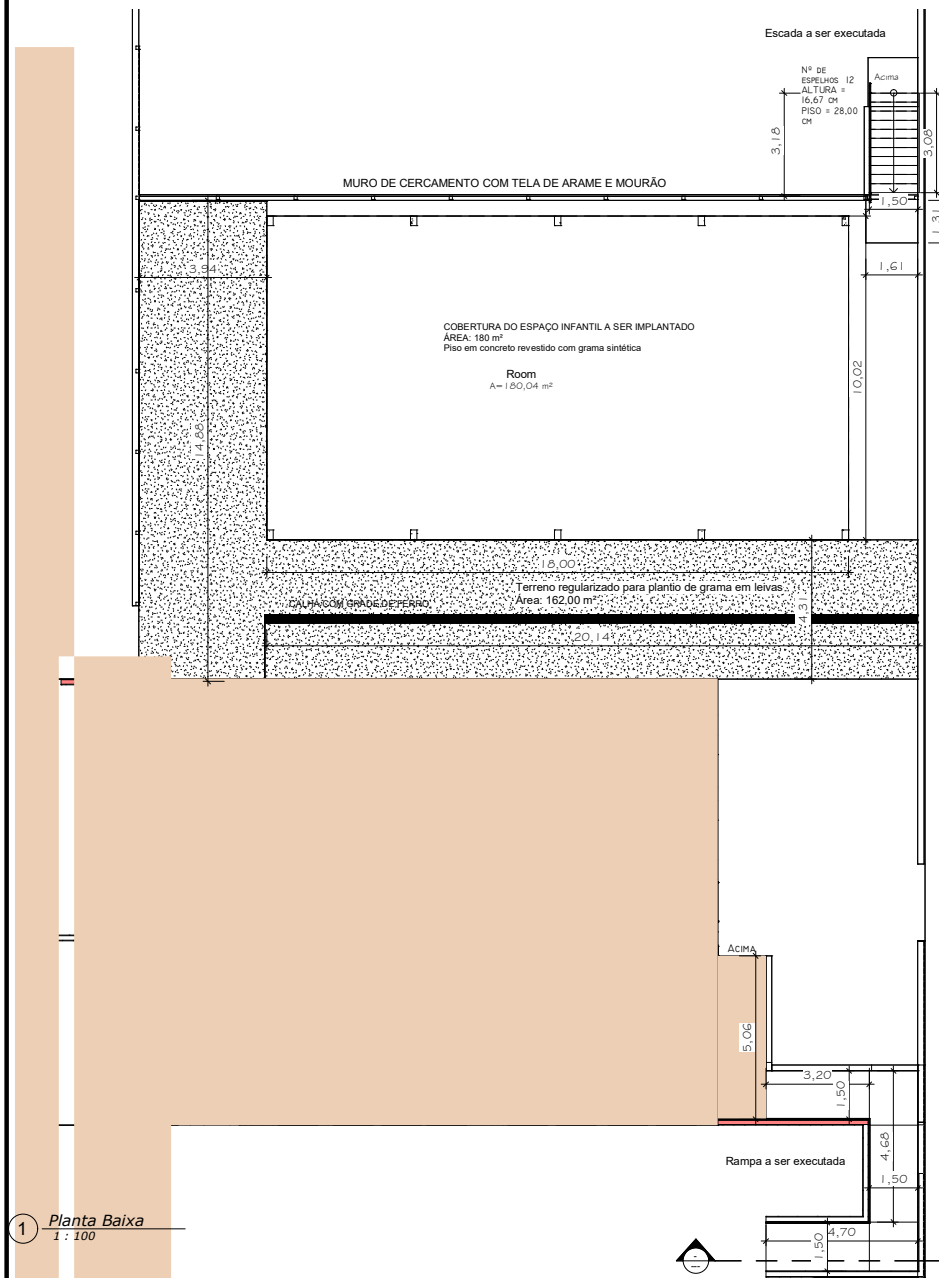 Escada a ser executada
Nº DE
ESPELHOS 12
ALTURA =
16,67 CM
PISO = 28,00
CM
Acima
3,18
3,08
MURO DE CERCAMENTO COM TELA DE ARAME E MOURÃO
1,50
1,31
3,94
1,61
COBERTURA DO ESPAÇO INFANTIL A SER IMPLANTADO
ÁREA: 180 m²
Piso em concreto revestido com grama sintética
Room
A=180,04 m²
10,02
14,88
18,00
Terreno regularizado para plantio de grama em leivas
Área: 162,00 m²
CALHA COM GRADE DE FERRO
4,31
20,14
ACIMA
5,06
3,20
1,50
4,68
Rampa a ser executada
1,50
4,70
1,50
1 Planta Baixa
1 : 100